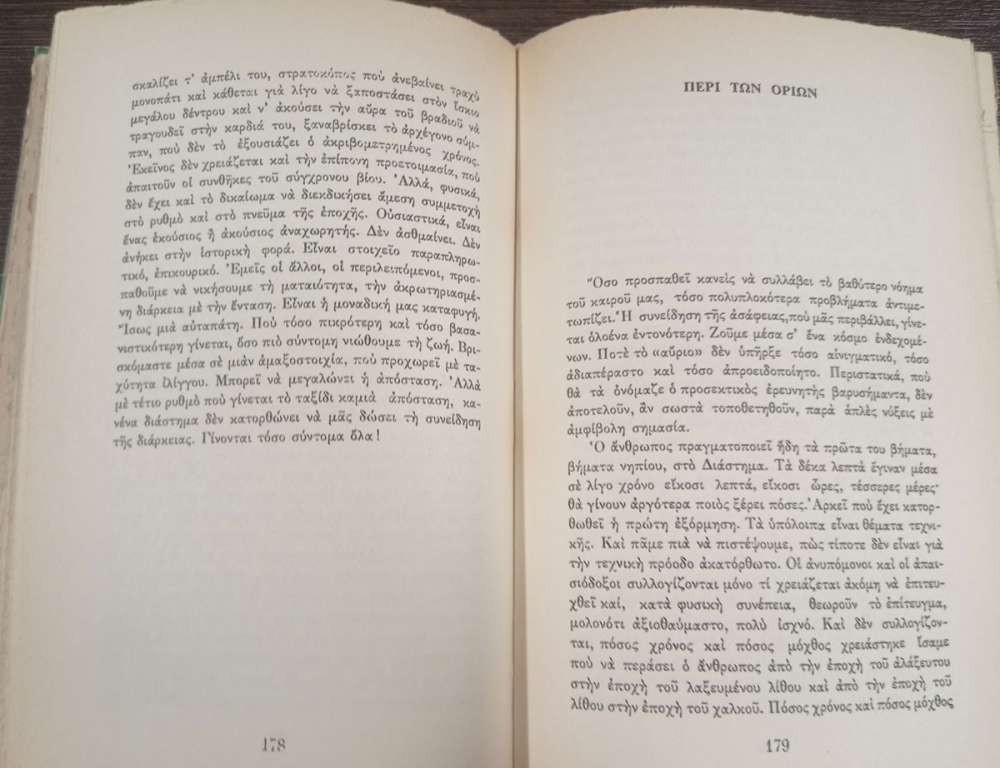 σκαλίζει τ' ἀμπέλι του, στρατοκόπος ποὺ ἀνεβαίνει τραχὺ
μονοπάτι καὶ κάθεται γιὰ λίγο νὰ ξαποστάσει στὸν ἴσκιο
μεγάλου δέντρου καὶ ν' ἀκούσει τὴν αὔρα τοῦ βραδιοῦ νὰ
τραγουδεῖ στὴν καρδιά του, ξαναβρίσκει τὸ ἀρχέγονο σύμ-
παν, ποὺ δὲν τὸ ἐξουσιάζει ὁ ἀκριβομετρημένος χρόνος.
Ἐκεῖνος δὲν χρειάζεται καὶ τὴν ἐπίπονη προετοιμασία, ποὺ
ἀπαιτοῦν οἱ συνθῆκες τοῦ σύγχρονου βίου. Ἀλλά, φυσικά,
δὲν ἔχει καὶ τὸ δικαίωμα νὰ διεκδικήσει ἄμεση συμμετοχὴ
στὸ ρυθμὸ καὶ στὸ πνεῦμα τῆς ἐποχῆς. Οὐσιαστικά, εἶναι
ἕνας ἑκούσιος ἢ ἀκούσιος ἀναχωρητής. Δὲν ἀσθμαίνει. Δὲν
ἀνήκει στὴν ἱστορικὴ φορά. Εἶναι στοιχεῖο παραπληρω-
τικό, ἐπικουρικό. Ἐμεῖς οἱ ἄλλοι, οἱ περιλειπόμενοι, προσ-
παθοῦμε νὰ νικήσουμε τὴ ματαιότητα, τὴν ἀκρωτηριασμέ-
νη διάρκεια μὲ τὴν ἔνταση. Εἶναι ἡ μοναδική μας καταφυγή.
Ἴσως μιὰ αὐταπάτη. Ποὺ τόσο πικρότερη καὶ τόσο βασα-
νιστικότερη γίνεται, ὅσο πιὸ σύντομη νιώθουμε τὴ ζωή. Βρι-
σκόμαστε μέσα σὲ μιὰν ἁμαξοστοιχία, ποὺ προχωρεῖ μὲ τα-
χύτητα ἰλίγγου. Μπορεῖ νὰ μεγαλώνει ἡ ἀπόσταση. Ἀλλὰ
μὲ τέτιο ρυθμὸ ποὺ γίνεται τὸ ταξίδι καμιὰ ἀπόσταση, κα-
νένα διάστημα δὲν κατορθώνει νὰ μᾶς δώσει τὴ συνείδηση
τῆς διάρκειας. Γίνονται τόσο σύντομα ὅλα!
178
ΠΕΡΙ ΤΩΝ ΟΡΙΩΝ
Ὅσο προσπαθεῖ κανεὶς νὰ συλλάβει τὸ βαθύτερο νόημα
τοῦ καιροῦ μας, τόσο πολυπλοκότερα προβλήματα ἀντιμε-
τωπίζει. Ἡ συνείδηση τῆς ἀσάφειας, ποὺ μᾶς περιβάλλει, γίνε-
ται ὁλοένα ἐντονότερη. Ζοῦμε μέσα σ' ἕνα κόσμο ἐνδεχομέ-
νων. Ποτὲ τὸ «αὔριο» δὲν ὑπῆρξε τόσο αἰνιγματικό, τόσο
ἀδιαπέραστο καὶ τόσο ἀπροειδοποίητο. Περιστατικά, ποὺ
θὰ τὰ ὀνόμαζε ὁ προσεκτικὸς ἐρευνητὴς βαρυσήμαντα, δὲν
ἀποτελοῦν, ἂν σωστὰ τοποθετηθοῦν, παρὰ ἁπλὲς νύξεις μὲ
ἀμφίβολη σημασία.
Ὁ ἄνθρωπος πραγματοποιεῖ ἤδη τὰ πρῶτα του βήματα,
βήματα νηπίου, στὸ Διάστημα. Τὰ δέκα λεπτὰ ἔγιναν μέσα
σὲ λίγο χρόνο εἴκοσι λεπτά, εἴκοσι ὧρες, τέσσερες μέρες·
θὰ γίνουν ἀργότερα ποιὸς ξέρει πόσες. Ἀρκεῖ ποὺ ἔχει κατορ-
θωθεῖ ἡ πρώτη ἐξόρμηση. Τὰ ὑπόλοιπα εἶναι θέματα τεχνι-
κῆς. Καὶ πᾶμε πιὰ νὰ πιστέψουμε, πὼς τίποτε δὲν εἶναι γιὰ
τὴν τεχνικὴ πρόοδο ἀκατόρθωτο. Οἱ ἀνυπόμονοι καὶ οἱ ἀπαι-
σιόδοξοι συλλογίζονται μόνο τί χρειάζεται ἀκόμη νὰ ἐπιτευ-
χθεῖ καί, κατὰ φυσικὴ συνέπεια, θεωροῦν τὸ ἐπίτευγμα,
μολονότι ἀξιοθαύμαστο, πολὺ ἰσχνό. Καὶ δὲν συλλογίζον-
ται, πόσος χρόνος καὶ πόσος μόχθος χρειάστηκε ἴσαμε
ποὺ νὰ περάσει ὁ ἄνθρωπος ἀπὸ τὴν ἐποχὴ τοῦ ἀλάξευτου
στὴν ἐποχὴ τοῦ λαξευμένου λίθου καὶ ἀπὸ τὴν ἐποχὴ τοῦ
λίθου στὴν ἐποχὴ τοῦ χαλκοῦ. Πόσος χρόνος καὶ πόσος μόχθος
179